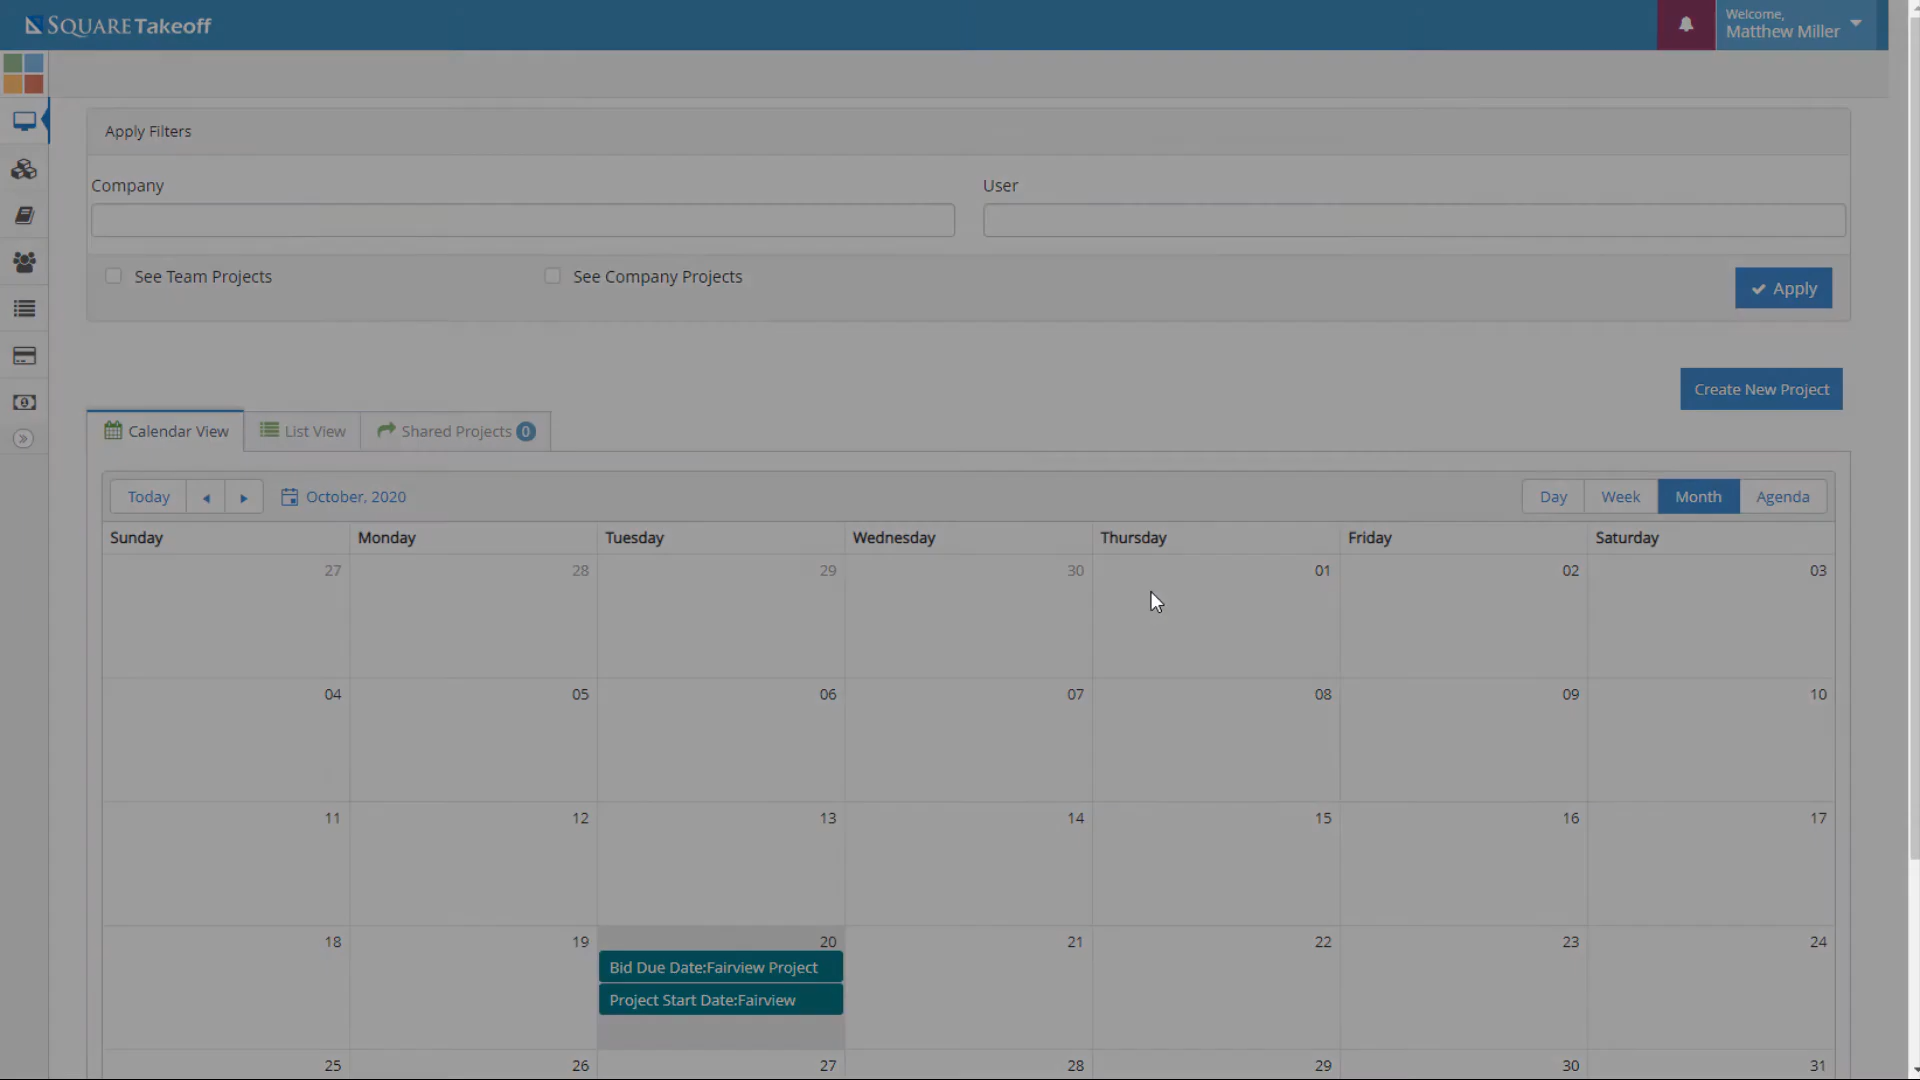 SQUARE Takeoff
Welcome,
Matthew Miller
Apply Filters
Company
User
See Team Projects
See Company Projects
Apply
Create New Project
Calendar View
List View
Shared Projects 0
Today
October, 2020
Day
Week
Month
Agenda
Sunday Monday Tuesday Wednesday Thursday Friday Saturday
27 28 29 30 01 02 03
04 05 06 07 08 09 10
11 12 13 14 15 16 17
18 19 20 21 22 23 24
Bid Due Date:Fairview Project
Project Start Date:Fairview
25 26 27 28 29 30 31